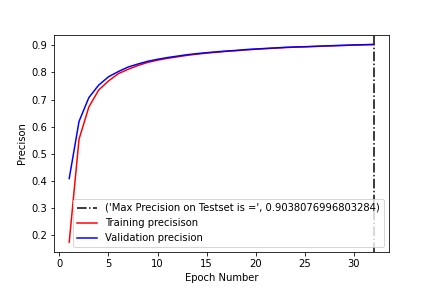 0.9
0.8
0.7
0.6
0.5
0.4
0.3
0.2
Precison
('Max Precision on Testset is =', 0.9038076996803284)
Training precisison
Validation precision
0 5 10 15 20 25 30
Epoch Number